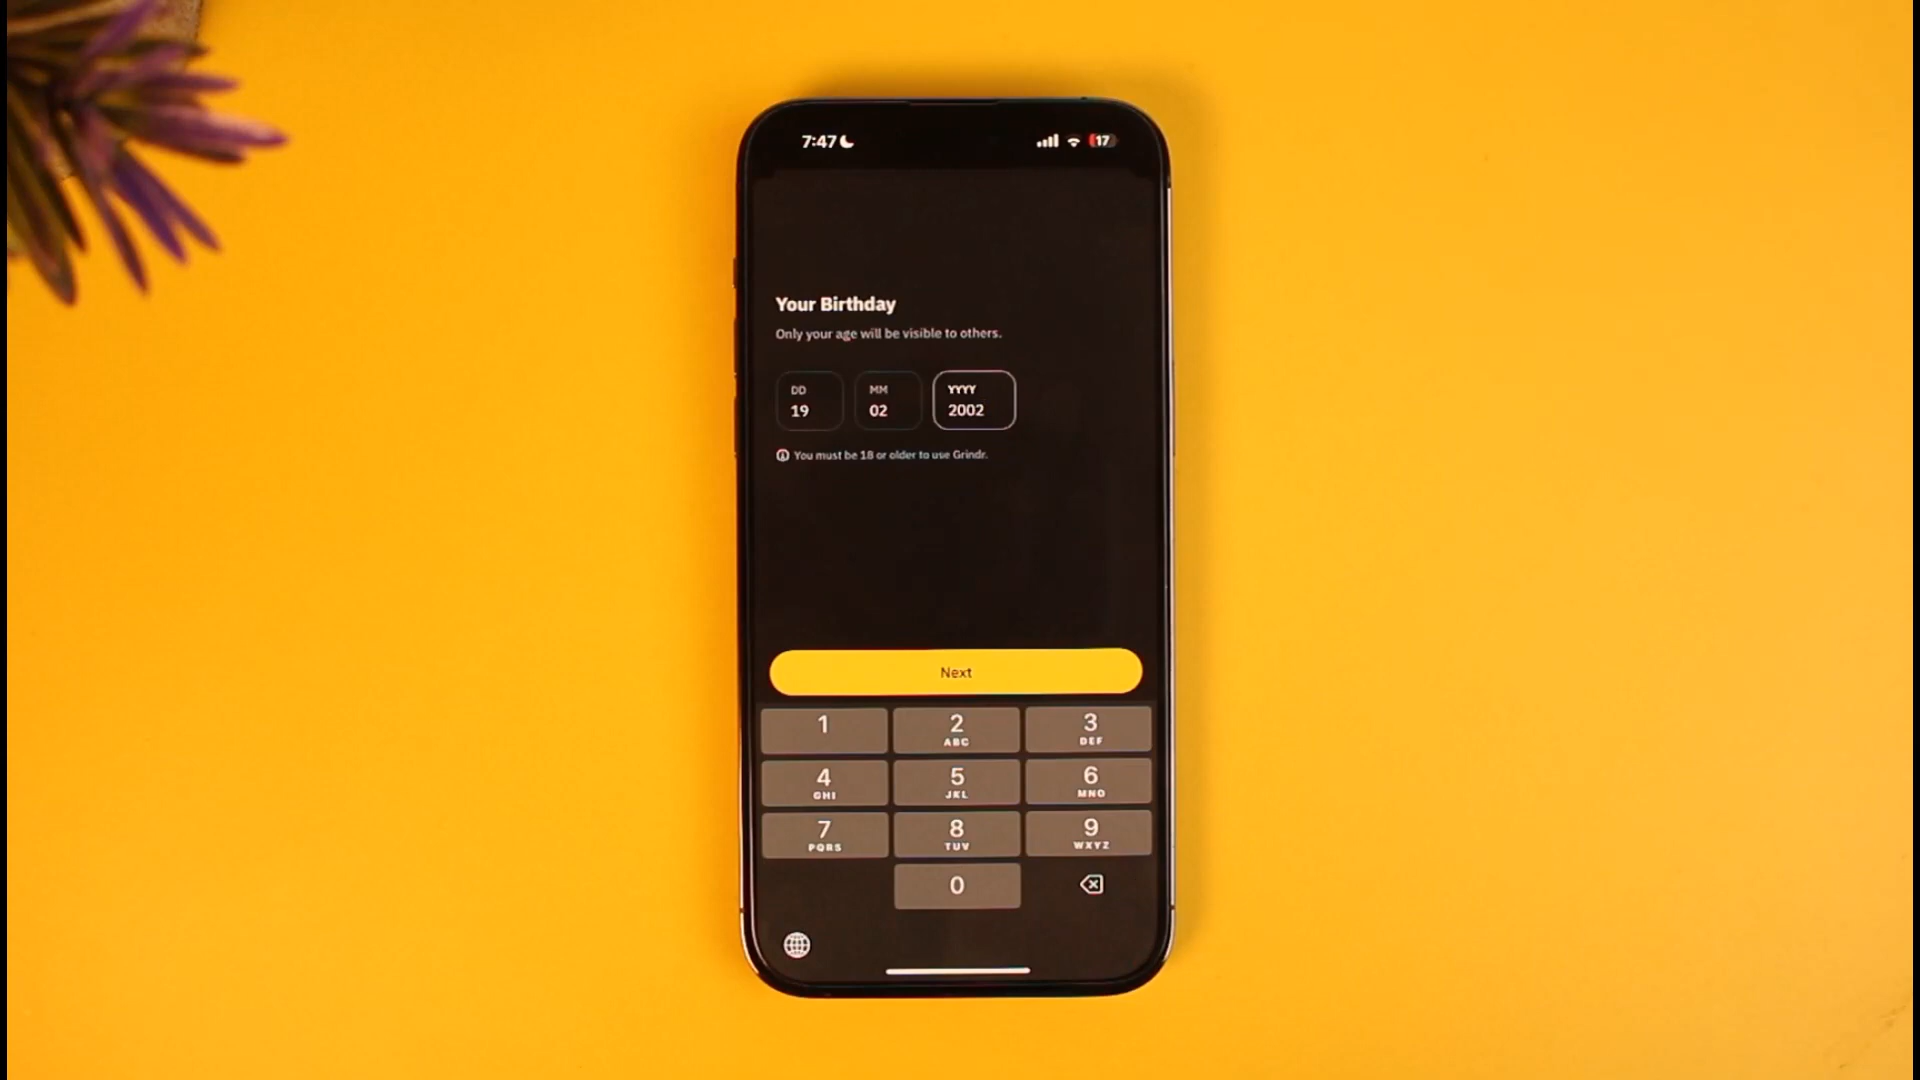 7:47
17
Your Birthday
Only your age will be visible to others.
DD MM YYYY
19 02 2002
You must be 18 or older to use Grindr.
Next
1 2 3
ABC DEF
4 5 6
GHI JKL MNO
7 8 9
PQRS TUV WXYZ
0